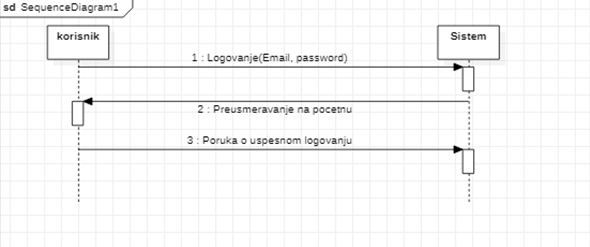 sd SequenceDiagram1
korisnik
Sistem
1 : Logovanje(Email, password)
2 : Preusmeravanje na pocetnu
3 : Poruka o uspesnom logovanju